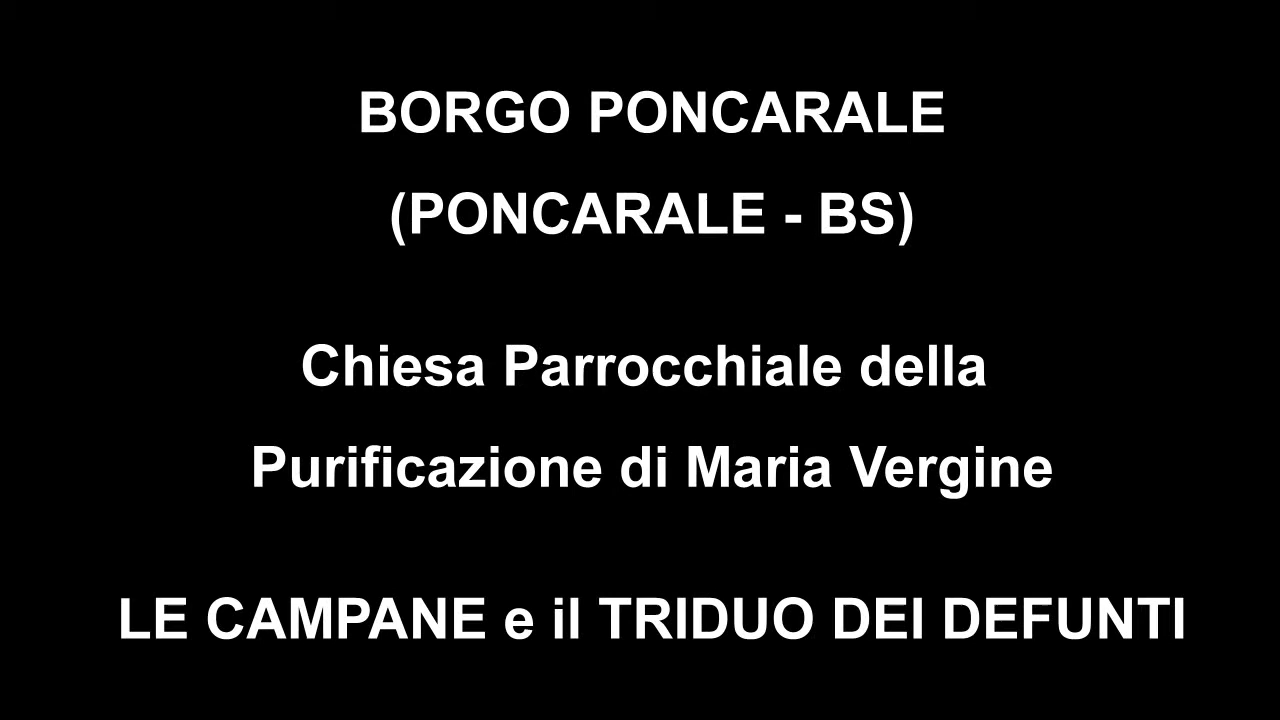 BORGO PONCARALE
(PONCARALE - BS)
Chiesa Parrocchiale della
Purificazione di Maria Vergine
LE CAMPANE e il TRIDUO DEI DEFUNTI